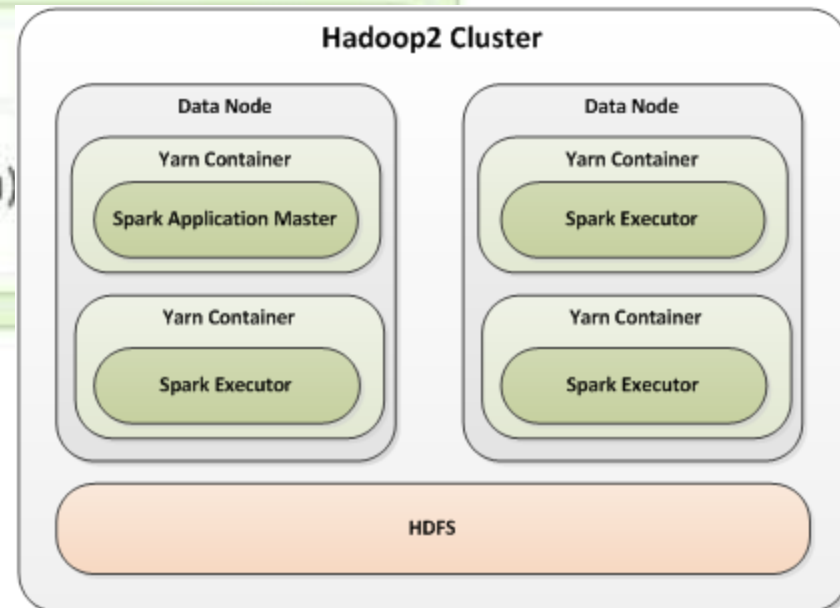 Hadoop2 Cluster
Data Node
Yarn Container
Spark Application Master
Yarn Container
Spark Executor
Data Node
Yarn Container
Spark Executor
Yarn Container
Spark Executor
HDFS
)